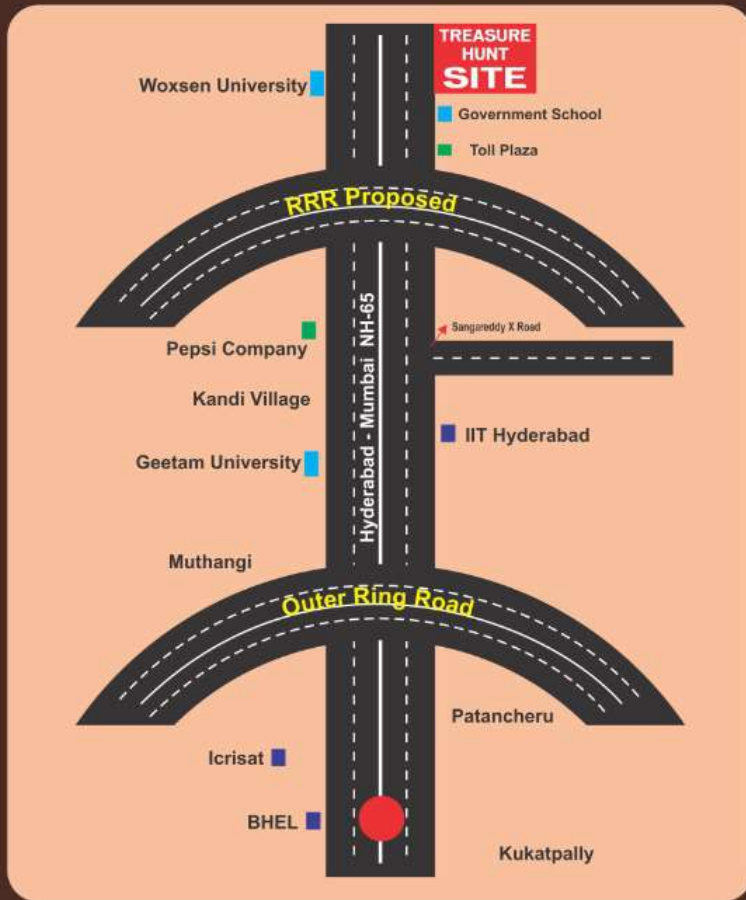 TREASURE
HUNT
SITE
Woxsen University
Government School
Toll Plaza
RRR Proposed
Sangareddy X Road
Pepsi Company
Hyderabad - Mumbai NH-65
Kandi Village
IIT Hyderabad
Geetam University
Muthangi
Outer Ring Road
Patancheru
Icrisat
BHEL
Kukatpally